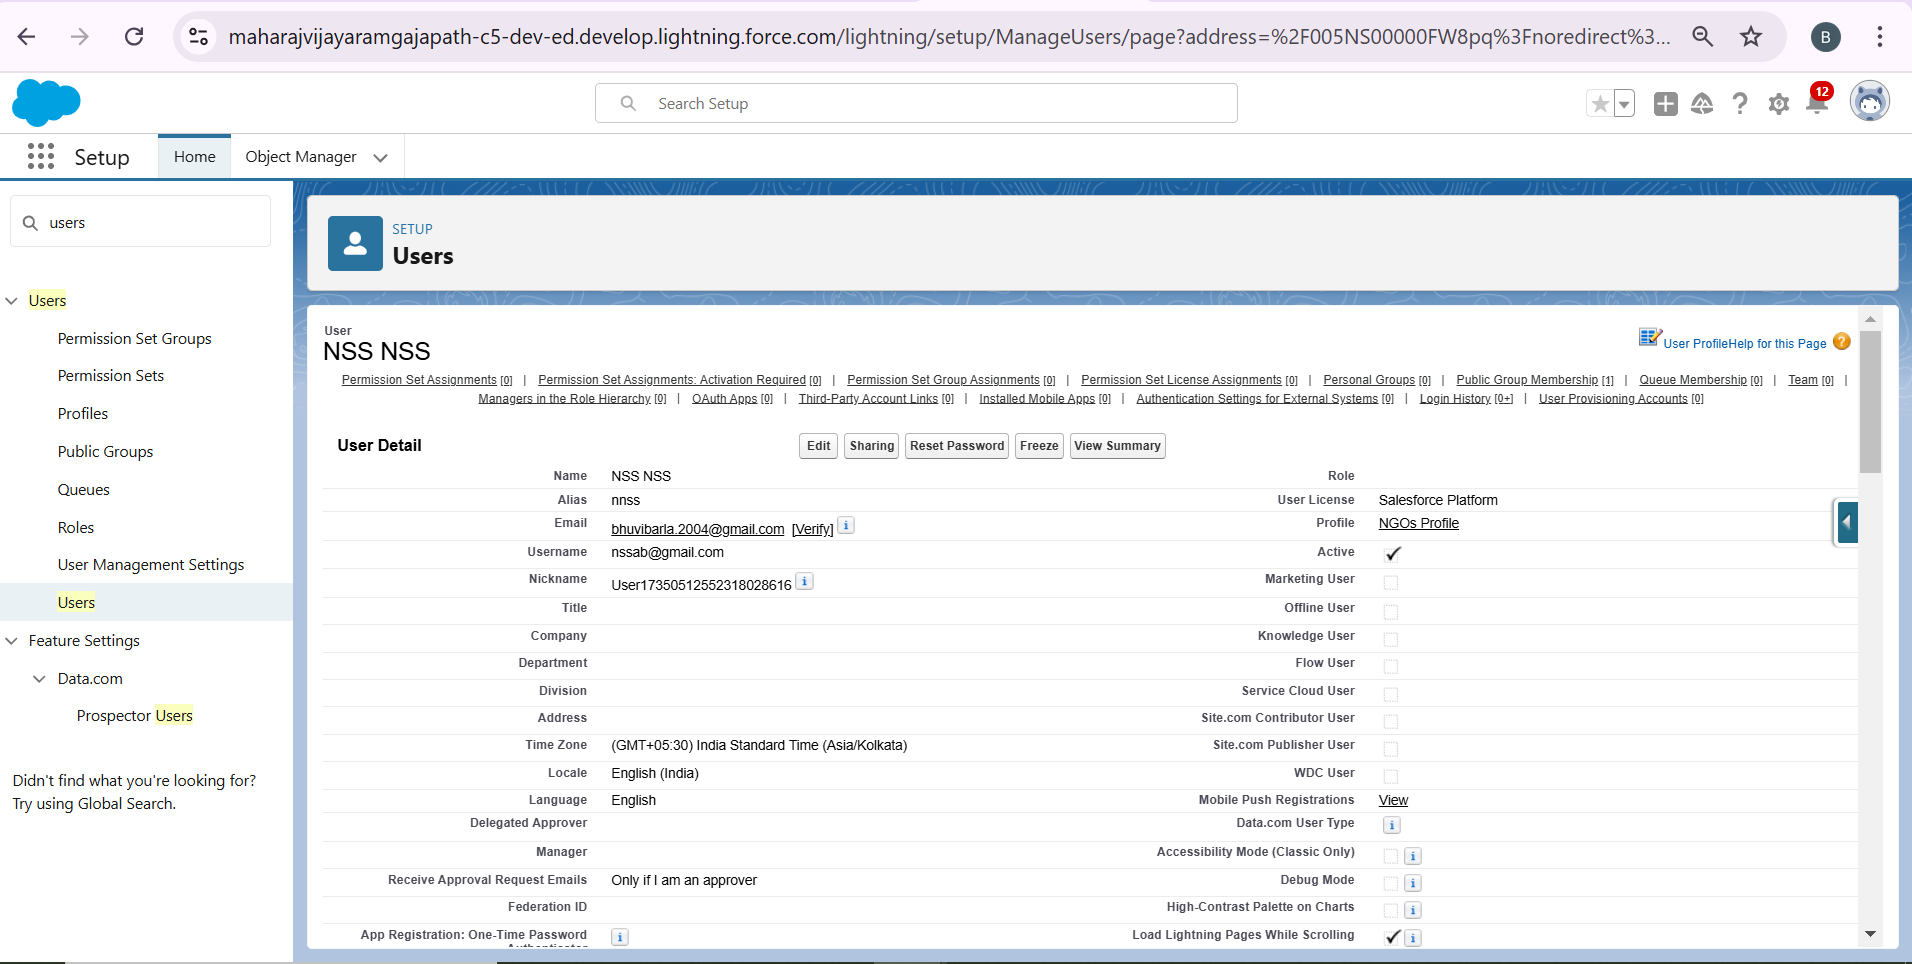 maharajvijayaramgajapath-c5-dev-ed.develop.lightning.force.com/lightning/setup/ManageUsers/page?address=%2F005NS00000FW8pq%3Fnoredirect%3...
B
Search Setup
12
Setup
Home
Object Manager
users
Users
Permission Set Groups
Permission Sets
Profiles
Public Groups
Queues
Roles
User Management Settings
Users
Feature Settings
Data.com
Prospector Users
Didn't find what you're looking for?
Try using Global Search.
SETUP
Users
User
NSS NSS
User ProfileHelp for this Page ?
Permission Set Assignments [0] | Permission Set Assignments: Activation Required [0] | Permission Set Group Assignments [0] | Permission Set License Assignments [0] | Personal Groups [0] | Public Group Membership [1] | Queue Membership [0] | Team [0] |
Managers in the Role Hierarchy [0] | OAuth Apps [0] | Third-Party Account Links [0] | Installed Mobile Apps [0] | Authentication Settings for External Systems [0] | Login History [0+] | User Provisioning Accounts [0]
User Detail
Edit Sharing Reset Password Freeze View Summary
Name NSS NSS Role
Alias nnss User License Salesforce Platform
Email bhuvibarla.2004@gmail.com [Verify] i Profile NGOs Profile
Username nssab@gmail.com Active
Nickname User17350512552318028616 i Marketing User
Title Offline User
Company Knowledge User
Department Flow User
Division Service Cloud User
Address Site.com Contributor User
Time Zone (GMT+05:30) India Standard Time (Asia/Kolkata) Site.com Publisher User
Locale English (India) WDC User
Language English Mobile Push Registrations View
Delegated Approver Data.com User Type i
Manager Accessibility Mode (Classic Only) i
Receive Approval Request Emails Only if I am an approver Debug Mode i
Federation ID High-Contrast Palette on Charts i
App Registration: One-Time Password i Load Lightning Pages While Scrolling i